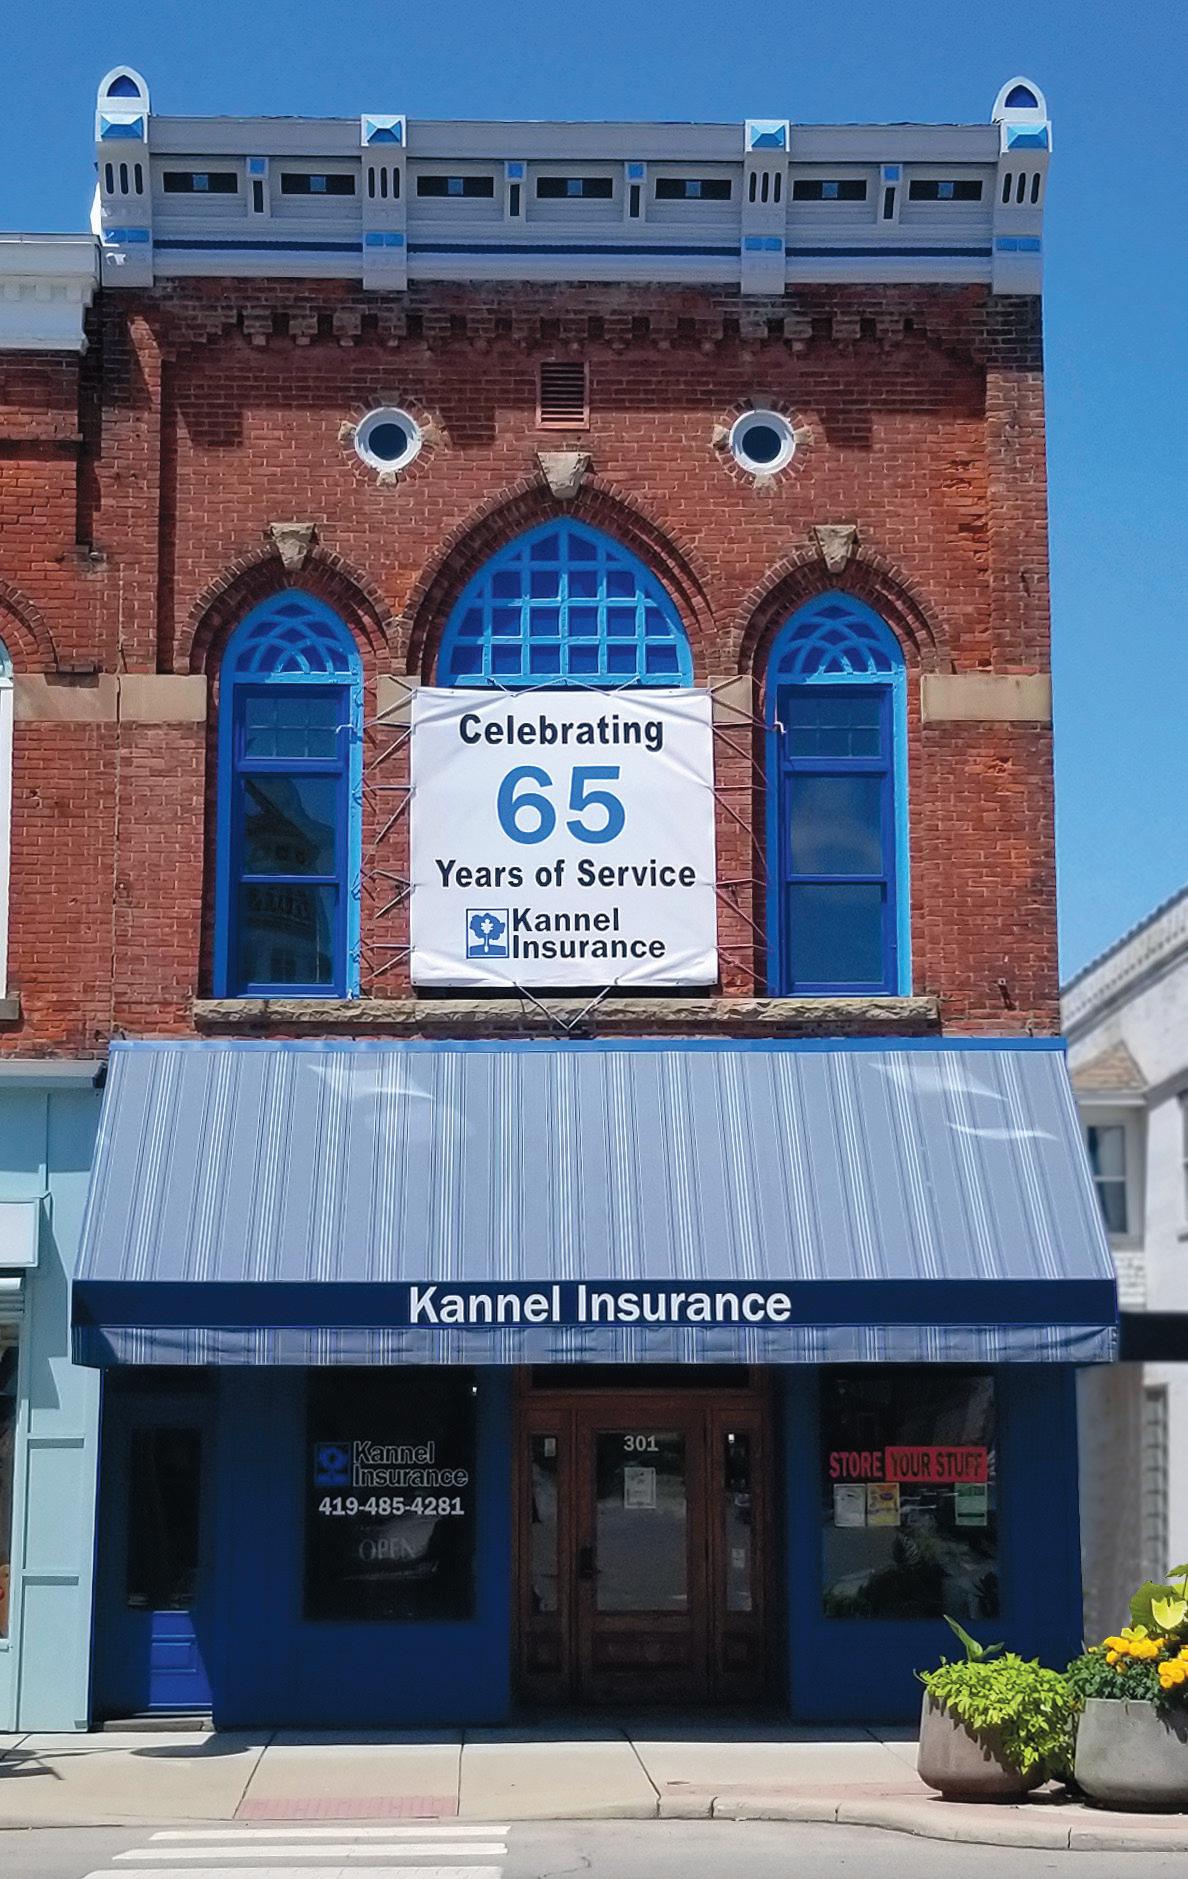 Celebrating
65
Years of Service
Kannel
Insurance
Kannel Insurance
Kannel
Insurance
419-485-4281
OPEN
301
STORE YOUR STUFF